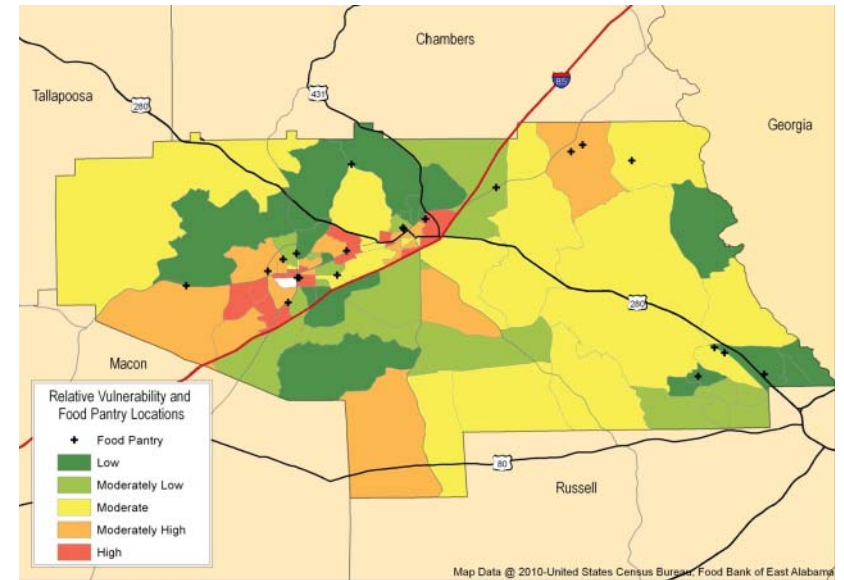 Chambers
Tallapoosa
85
280
431
Georgia
280
Macon
Relative Vulnerability and
Food Pantry Locations
Food Pantry
Low
Moderately Low
Moderate
Moderately High
High
80
Russell
Map Data @ 2010-United States Census Bureau, Food Bank of East Alabama